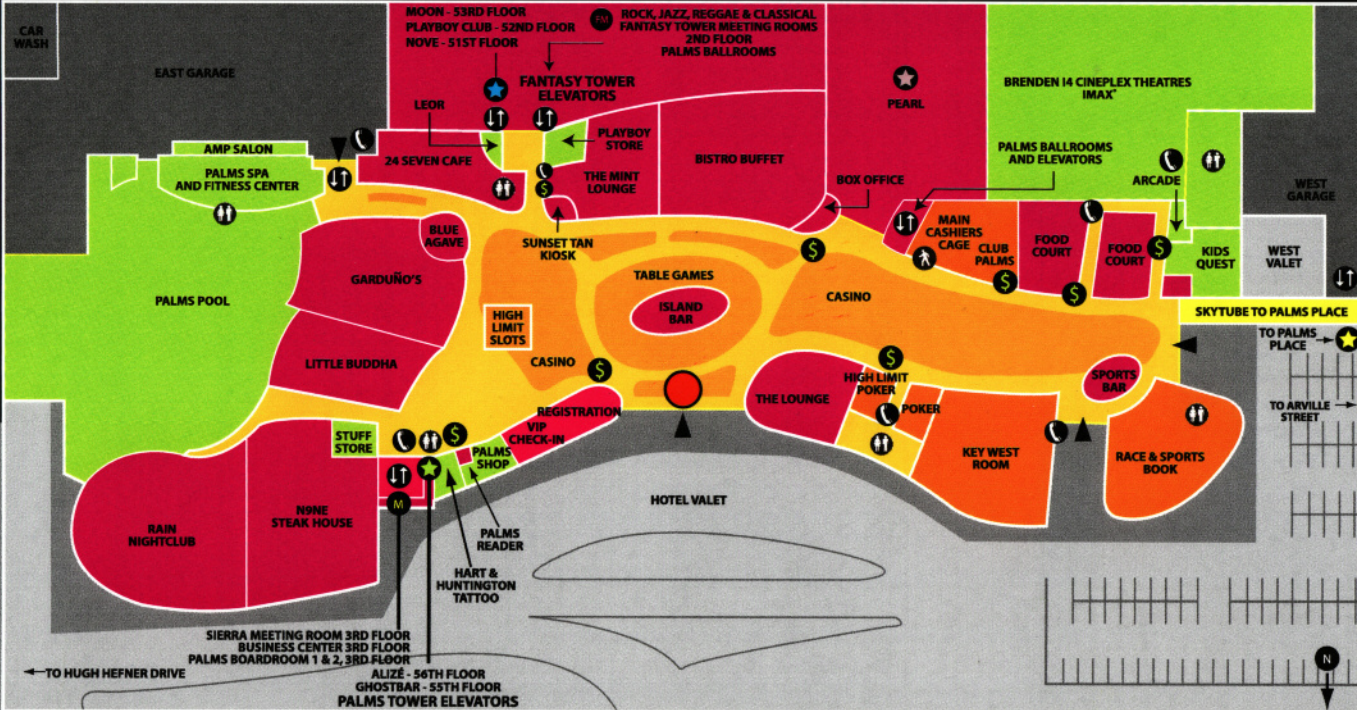 MOON - 53RD FLOOR
PLAYBOY CLUB - 52ND FLOOR
NOVE - 51ST FLOOR
FM
ROCK, JAZZ, REGGAE & CLASSICAL
FANTASY TOWER MEETING ROOMS
2ND FLOOR
PALMS BALLROOMS
CAR
WASH
EAST GARAGE
FANTASY TOWER
ELEVATORS
PEARL
BRENDEN 14 CINEPLEX THEATRES
IMAX
LEOR
PLAYBOY
STORE
AMP SALON
PALMS SPA
AND FITNESS CENTER
24 SEVEN CAFE
THE MINT
LOUNGE
BISTRO BUFFET
BOX OFFICE
PALMS BALLROOMS
AND ELEVATORS
ARCADE
WEST
GARAGE
BLUE
AGAVE
SUNSET TAN
KIOSK
$
$
MAIN
CASHIERS
CAGE
CLUB
PALMS
FOOD
COURT
FOOD
COURT
$
KIDS
QUEST
WEST
VALET
PALMS POOL
GARDUÑO'S
TABLE GAMES
ISLAND
BAR
CASINO
$
$
HIGH
LIMIT
SLOTS
SKYTUBE TO PALMS PLACE
TO PALMS
PLACE
LITTLE BUDDHA
CASINO
$
$
HIGH LIMIT
POKER
SPORTS
BAR
THE LOUNGE
POKER
TO ARVILLE
STREET
REGISTRATION
VIP
CHECK-IN
STUFF
STORE
$
PALMS
SHOP
KEY WEST
ROOM
RACE & SPORTS
BOOK
HOTEL VALET
M
RAIN
NIGHTCLUB
N9NE
STEAK HOUSE
PALMS
READER
HART &
HUNTINGTON
TATTOO
SIERRA MEETING ROOM 3RD FLOOR
BUSINESS CENTER 3RD FLOOR
PALMS BOARDROOM 1 & 2, 3RD FLOOR
TO HUGH HEFNER DRIVE
ALIZÉ - 56TH FLOOR
GHOSTBAR - 55TH FLOOR
PALMS TOWER ELEVATORS
N